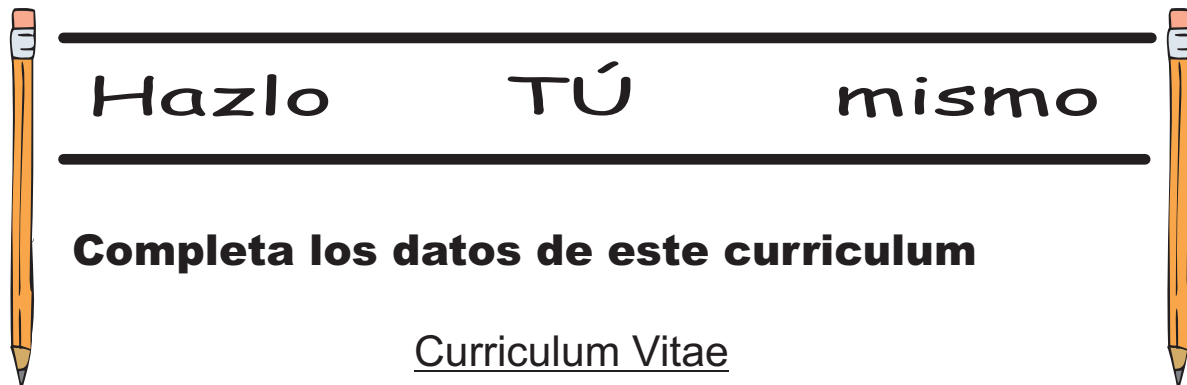 Hazlo TÚ mismo
Completa los datos de este curriculum
Curriculum Vitae